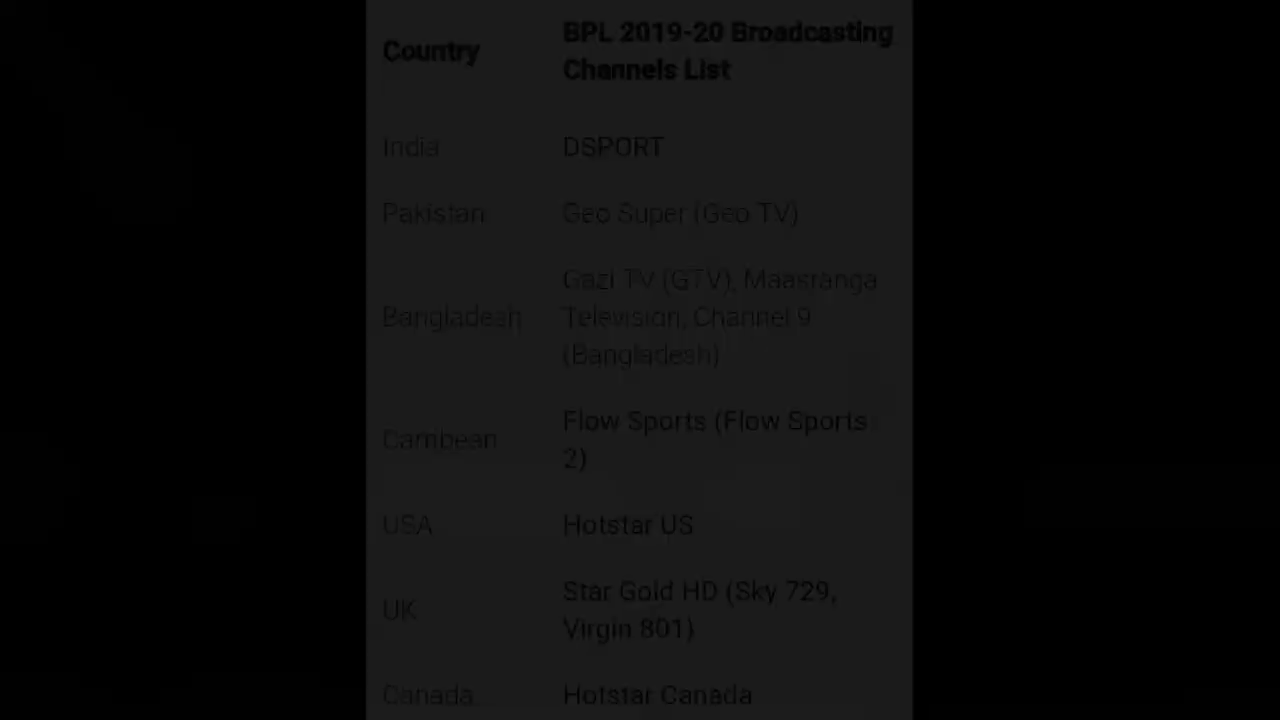 Country
BPL 2019-20 Broadcasting
Channels List
India
DSPORT
Pakistan
Geo Super (Geo TV)
Bangladesh
Gazi TV (GTV), Maasranga
Television, Channel 9
(Bangladesh)
Carribean
Flow Sports (Flow Sports
2)
USA
Hotstar US
UK
Star Gold HD (Sky 729,
Virgin 801)
Canada
Hotstar Canada